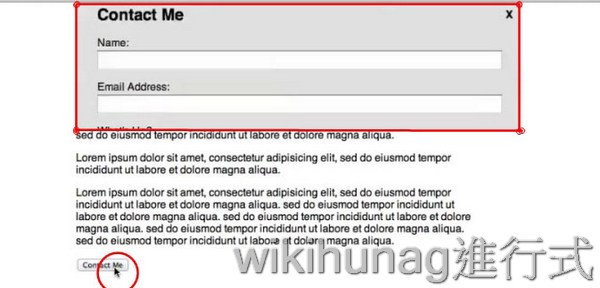 Contact Me
x
Name:
Email Address:
What's Up?
sed do eiusmod tempor incididunt ut labore et dolore magna aliqua.
Lorem ipsum dolor sit amet, consectetur adipisicing elit, sed do eiusmod tempor
incididunt ut labore et dolore magna aliqua.
Lorem ipsum dolor sit amet, consectetur adipisicing elit, sed do eiusmod tempor
incididunt ut labore et dolore magna aliqua. sed do eiusmod tempor incididunt ut
labore et dolore magna aliqua. sed do eiusmod tempor incididunt ut labore et dolore
magna aliqua. sed do eiusmod tempor incididunt ut labore et dolore magna aliqua.
sed do eiusmod tempor incididunt ut labore et dolore magna aliqua.
Contact Me
wikihunag進行式